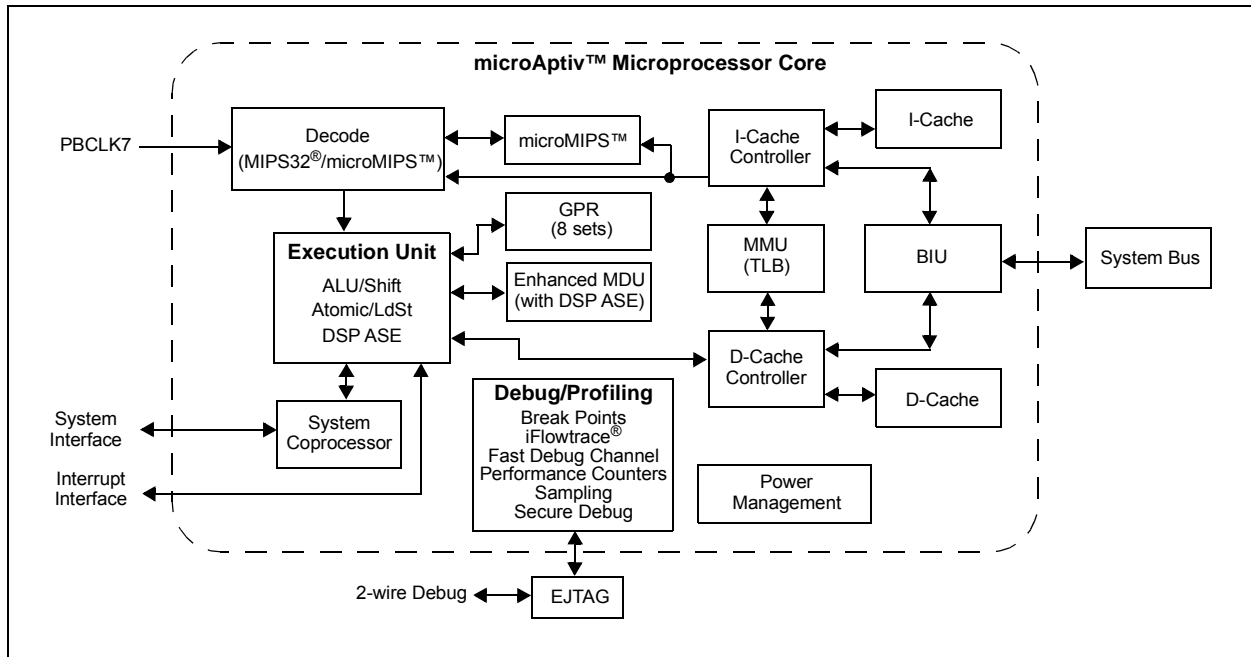 microAptiv™ Microprocessor Core
PBCLK7
Decode
(MIPS32®/microMIPS™)
microMIPS™
I-Cache
Controller
I-Cache
GPR
(8 sets)
Execution Unit
ALU/Shift
Atomic/LdSt
DSP ASE
Enhanced MDU
(with DSP ASE)
MMU
(TLB)
BIU
System Bus
D-Cache
Controller
D-Cache
Debug/Profiling
Break Points
iFlowtrace®
Fast Debug Channel
Performance Counters
Sampling
Secure Debug
System
Coprocessor
System
Interface
Interrupt
Interface
Power
Management
2-wire Debug
EJTAG